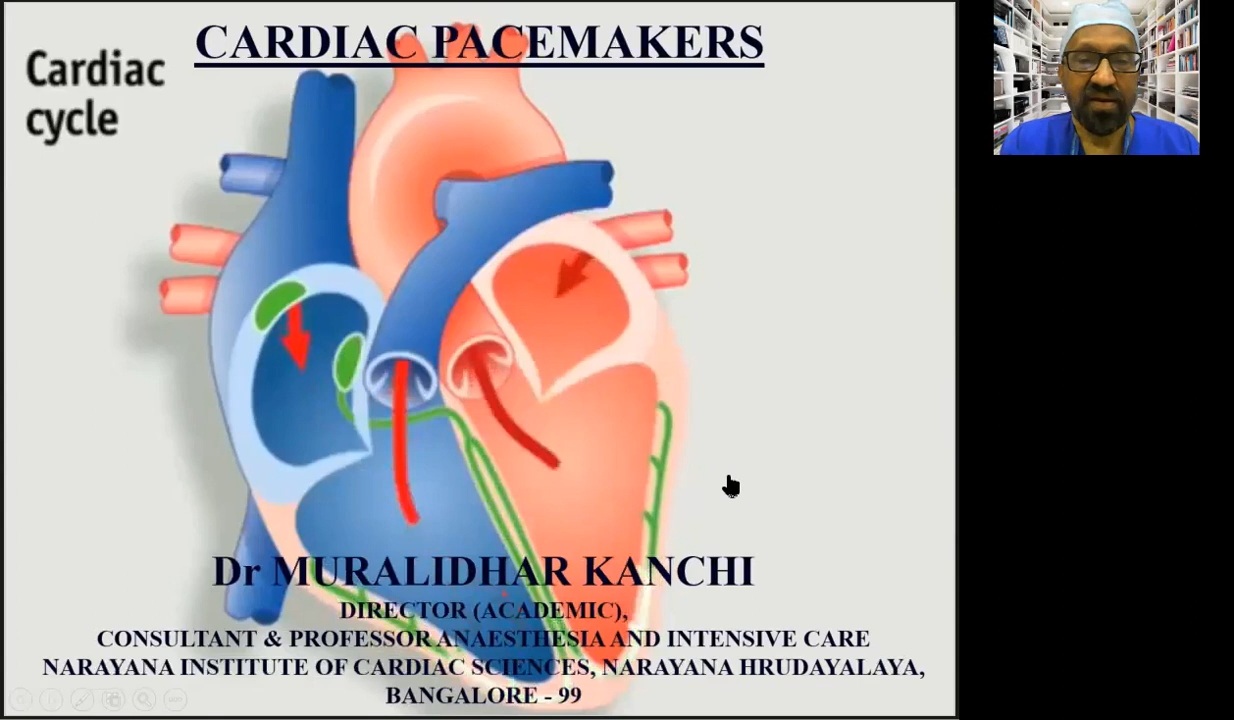 CARDIAC PACEMAKERS
Cardiac
cycle
Dr MURALIDHAR KANCHI
DIRECTOR (ACADEMIC),
CONSULTANT & PROFESSOR ANAESTHESIA AND INTENSIVE CARE
NARAYANA INSTITUTE OF CARDIAC SCIENCES, NARAYANA HRUDAYALAYA,
BANGALORE - 99